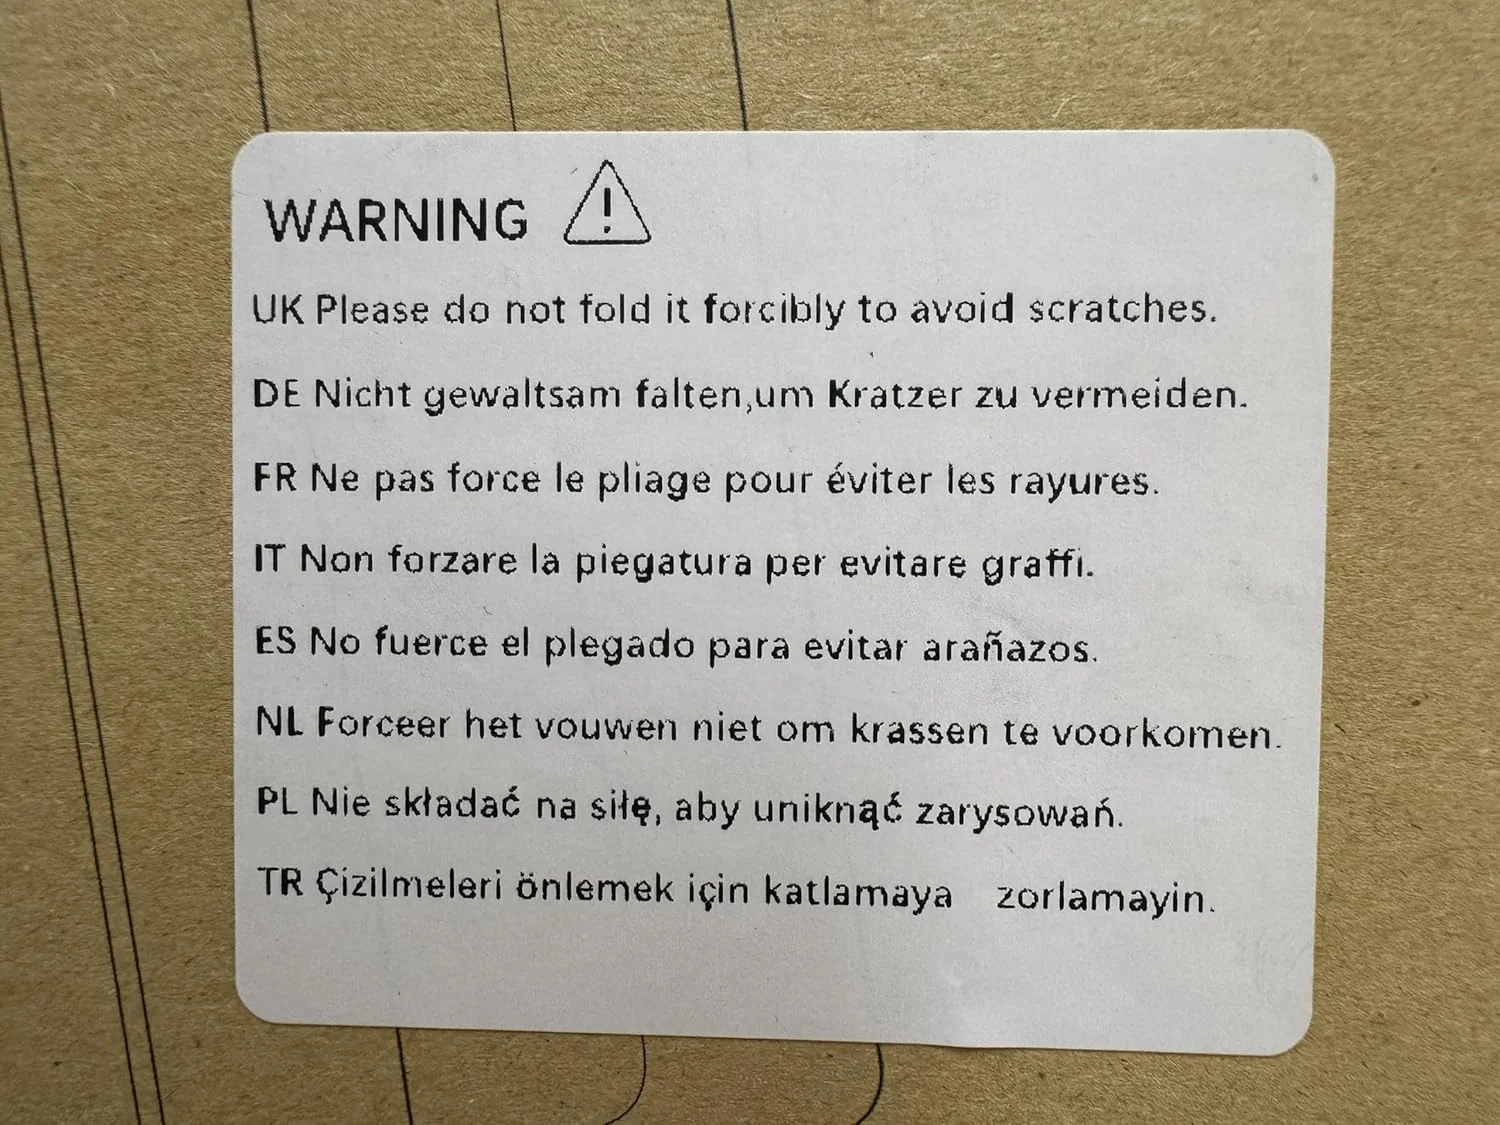 WARNING
UK Please do not fold it forcibly to avoid scratches.
DE Nicht gewaltsam falten,um Kratzer zu vermeiden.
FR Ne pas force le pliage pour éviter les rayures.
IT Non forzare la piegatura per evitare graffi.
ES No fuerce el plegado para evitar arañazos.
NL Forceer het vouwen niet om krassen te voorkomen.
PL Nie składać na siłę, aby uniknąć zarysowań.
TR Çizilmeleri önlemek için katlamaya zorlamayin.